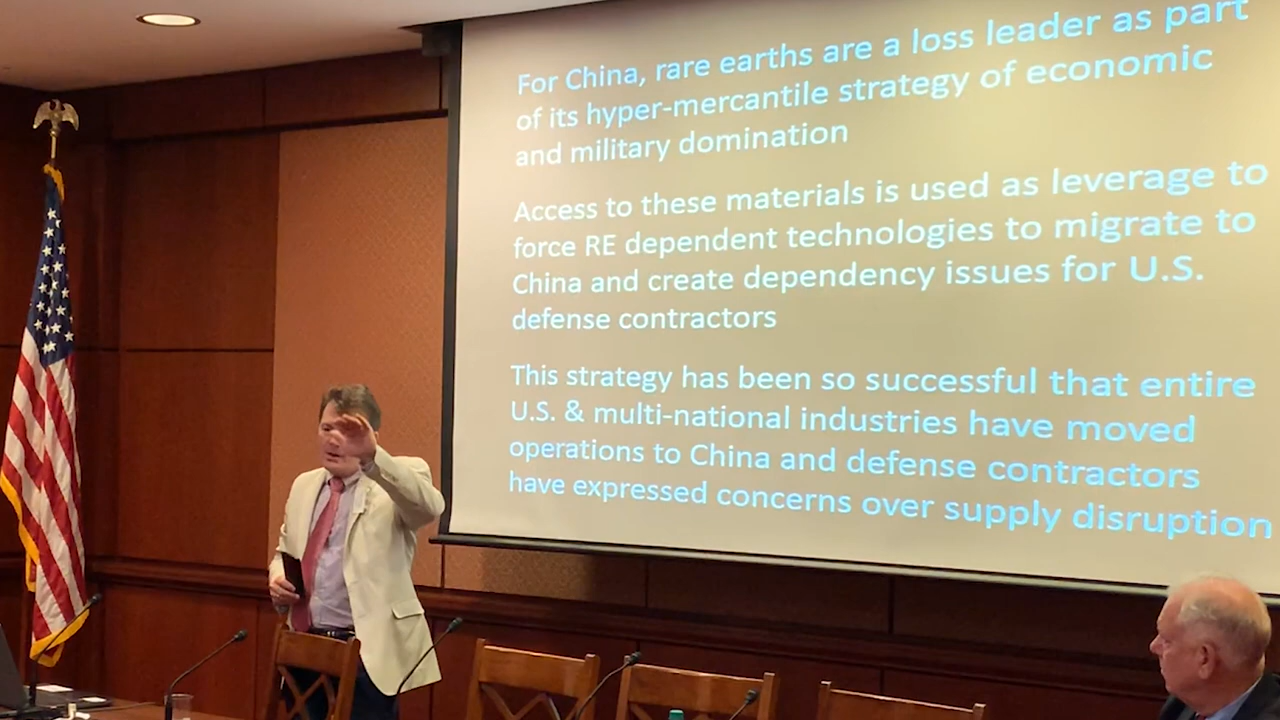 For China, rare earths are a loss leader as part
of its hyper-mercantile strategy of economic
and military domination
Access to these materials is used as leverage to
force RE dependent technologies to migrate to
China and create dependency issues for U.S.
defense contractors
This strategy has been so successful that entire
U.S. & multi-national industries have moved
operations to China and defense contractors
have expressed concerns over supply disruption